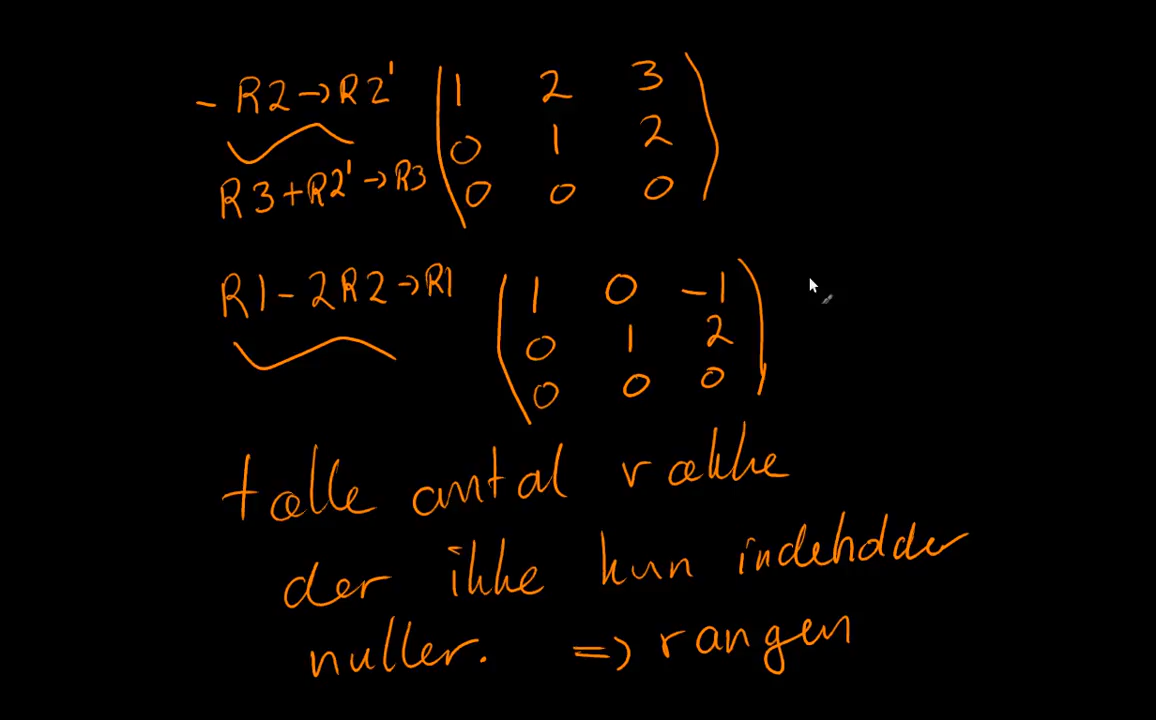 - R2 → R2' ( 1 2 3 )
0 1 2
R3 + R2' → R3 0 0 0
R1 - 2R2 → R1 ( 1 0 -1 )
0 1 2
0 0 0
tælle antal række
der ikke kun indeholder
nuller. => rangen